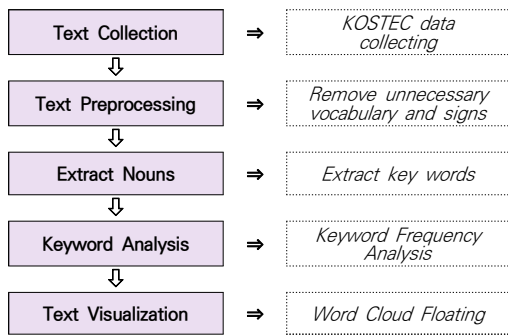 Text Collection ⇒ KOSTEC data
collecting
⇩
Text Preprocessing ⇒ Remove unnecessary
vocabulary and signs
⇩
Extract Nouns ⇒ Extract key words
⇩
Keyword Analysis ⇒ Keyword Frequency
Analysis
⇩
Text Visualization ⇒ Word Cloud Floating